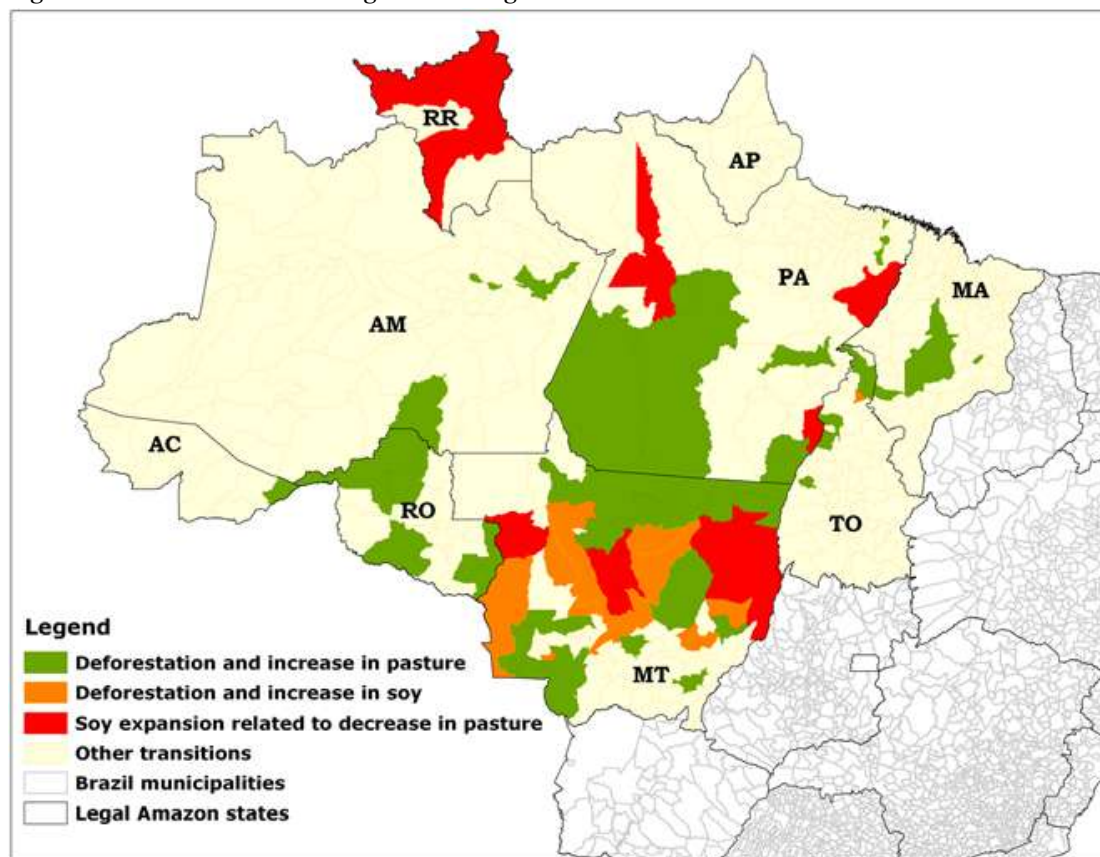 RR
AP
PA
MA
AM
AC
RO
TO
MT
Legend
Deforestation and increase in pasture
Deforestation and increase in soy
Soy expansion related to decrease in pasture
Other transitions
Brazil municipalities
Legal Amazon states